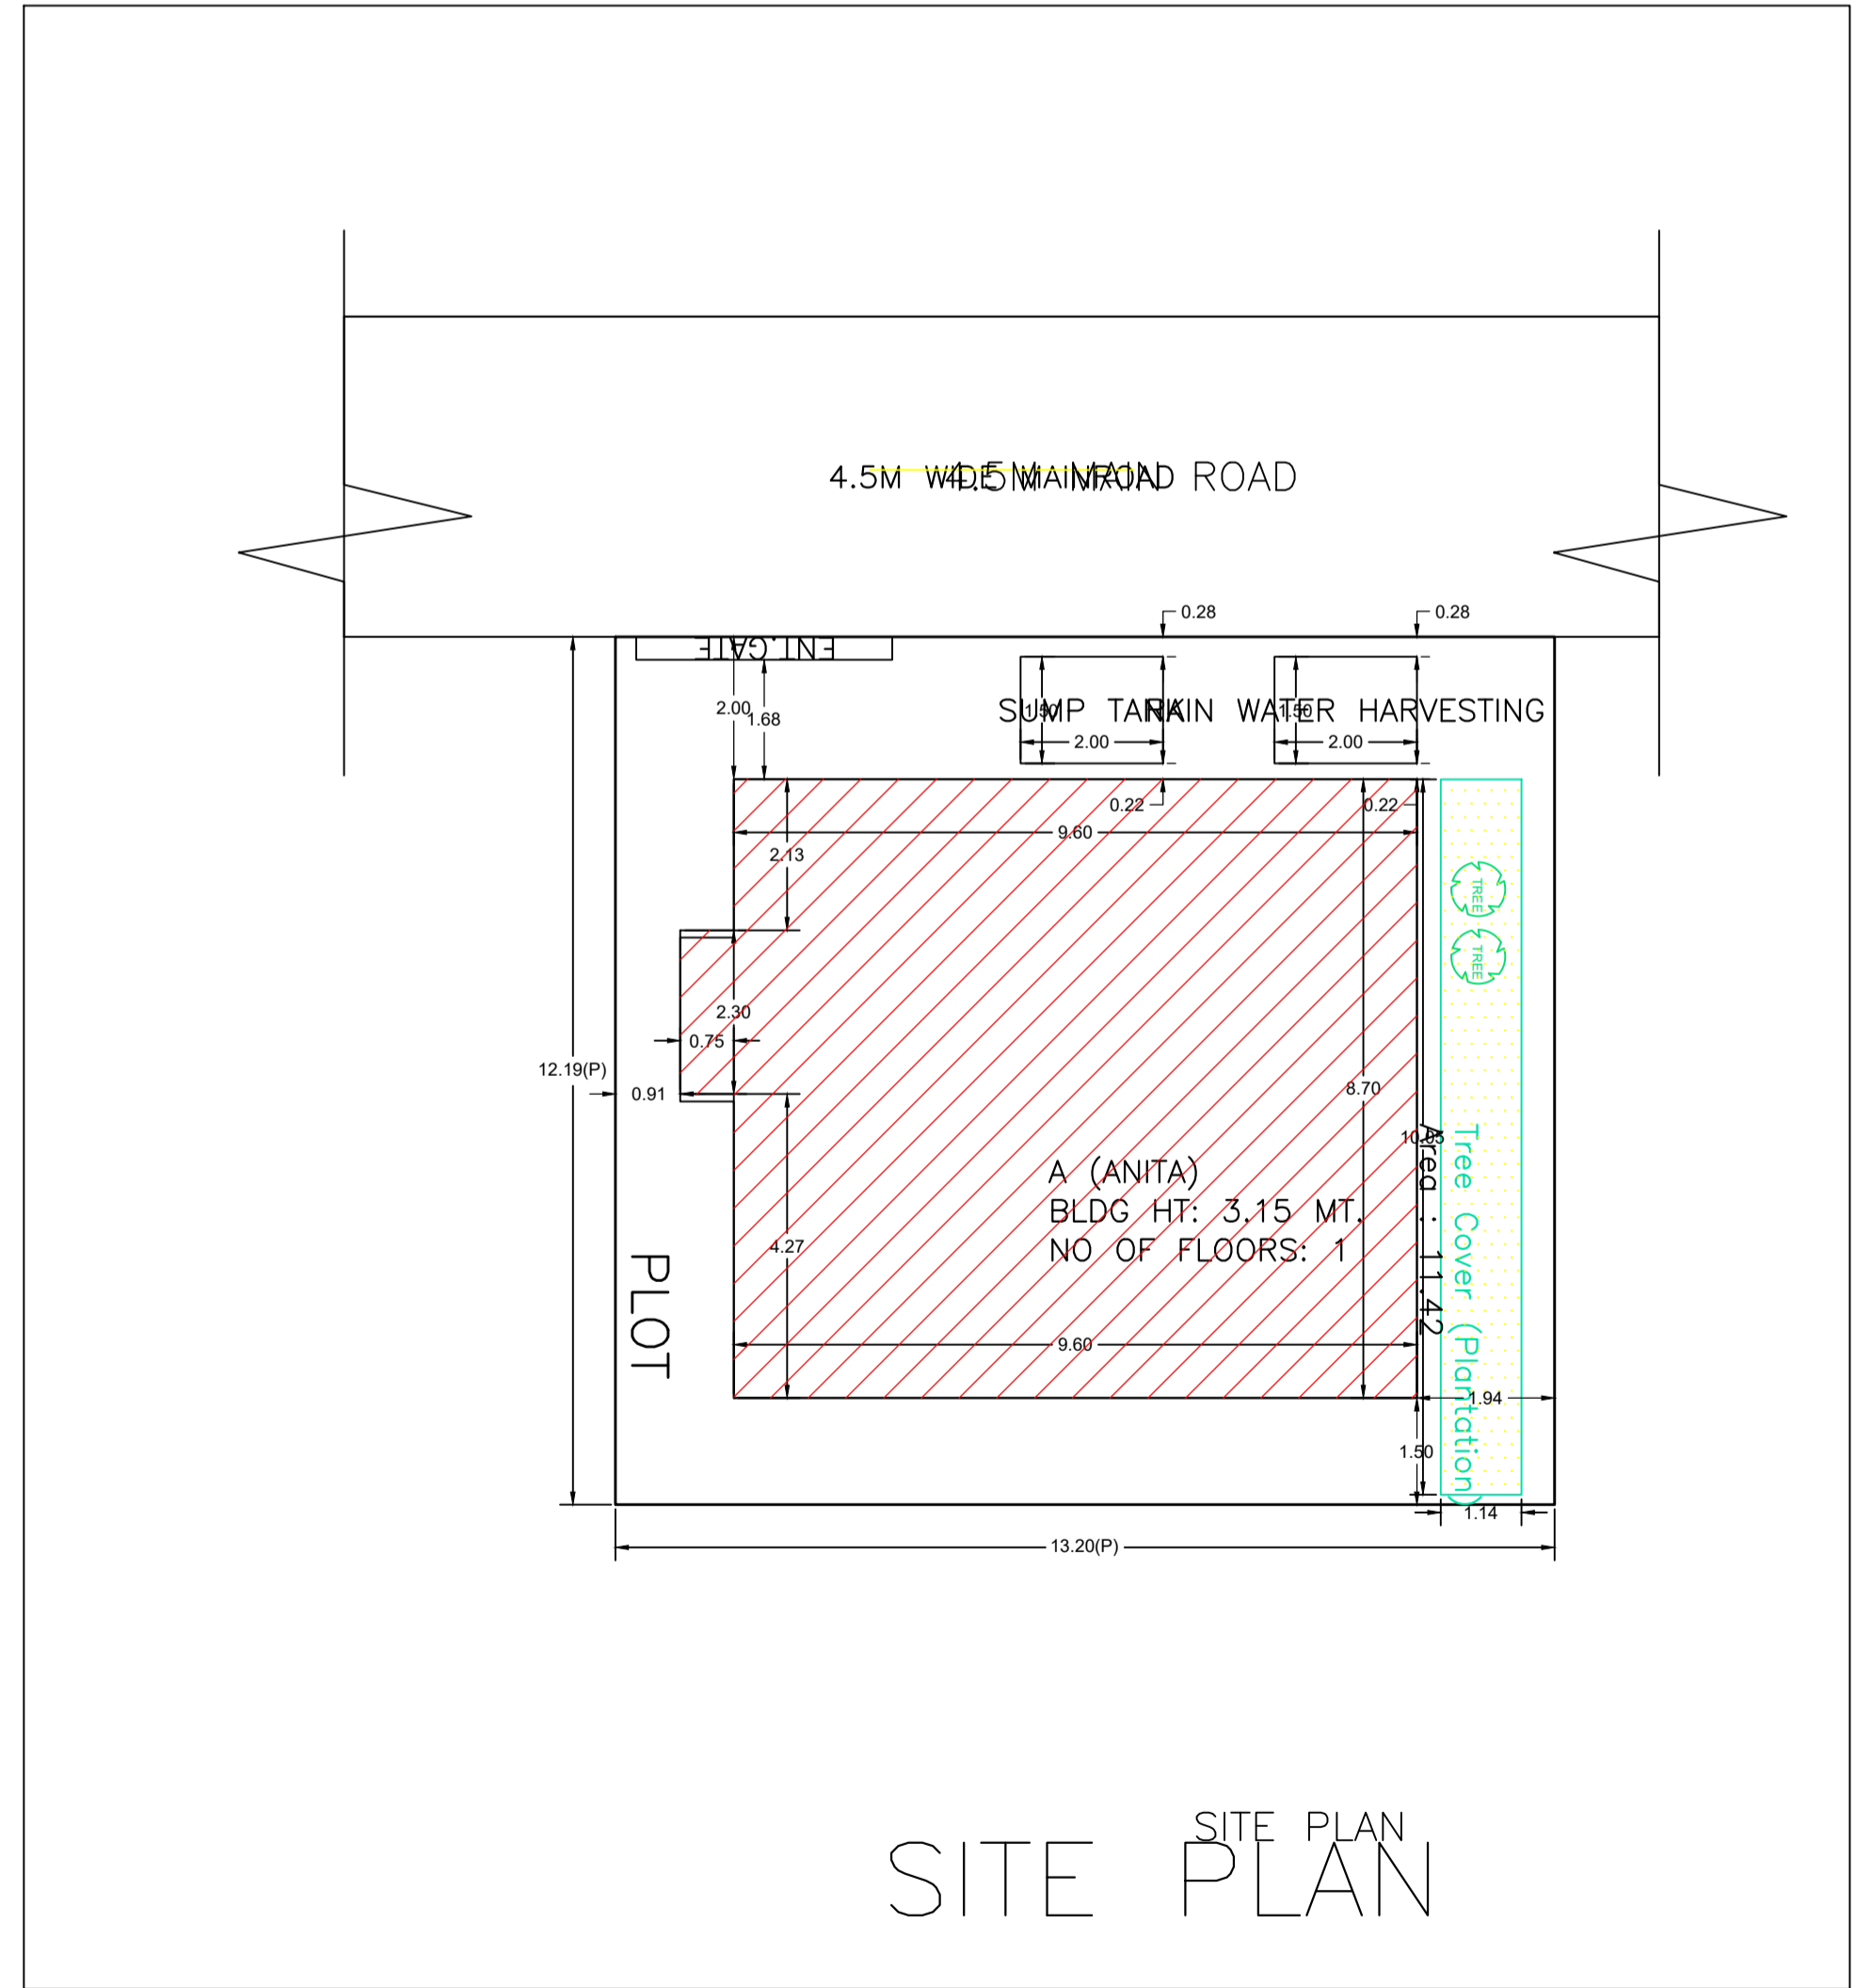 4.5M WIDE MAINROAD
4.5M MAIN ROAD
0.28
0.28
ENT.GATE
2.00
1.68
SUMP TANK
RAIN WATER HARVESTING
1.50
1.50
2.00
2.00
0.22
0.22
9.60
2.13
TREE
TREE
2.30
0.75
12.19(P)
0.91
8.70
10.05
A (ANITA)
BLDG HT: 3.15 MT.
NO OF FLOORS: 1
4.27
PLOT
Area : 11.42
Tree Cover (Plantation)
9.60
1.94
1.50
1.14
13.20(P)
SITE PLAN
SITE PLAN